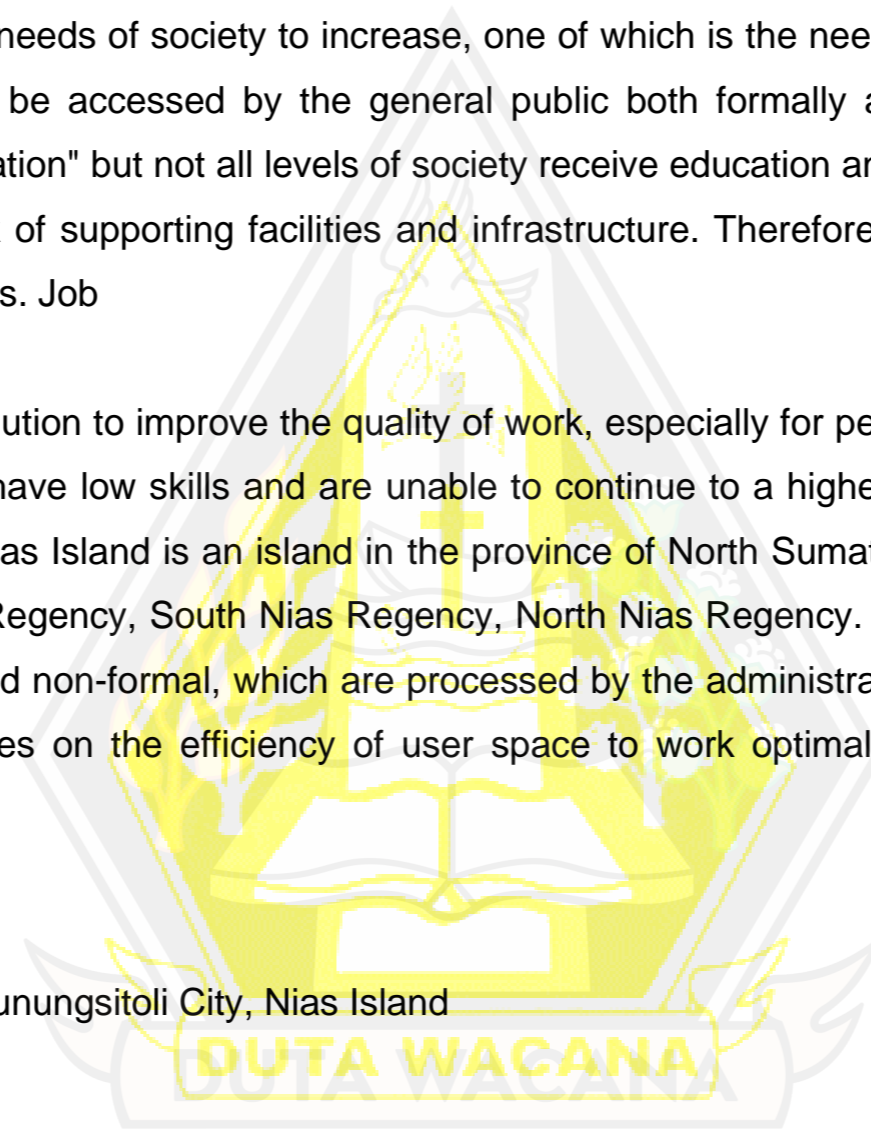 needs of society to increase, one of which is the nee
be accessed by the general public both formally a
ation" but not all levels of society receive education ar
of supporting facilities and infrastructure. Therefore
s. Job
ution to improve the quality of work, especially for pe
have low skills and are unable to continue to a highe
as Island is an island in the province of North Sumat
Regency, South Nias Regency, North Nias Regency.
d non-formal, which are processed by the administra
es on the efficiency of user space to work optimal
unungsitoli City, Nias Island
DUTA WACANA